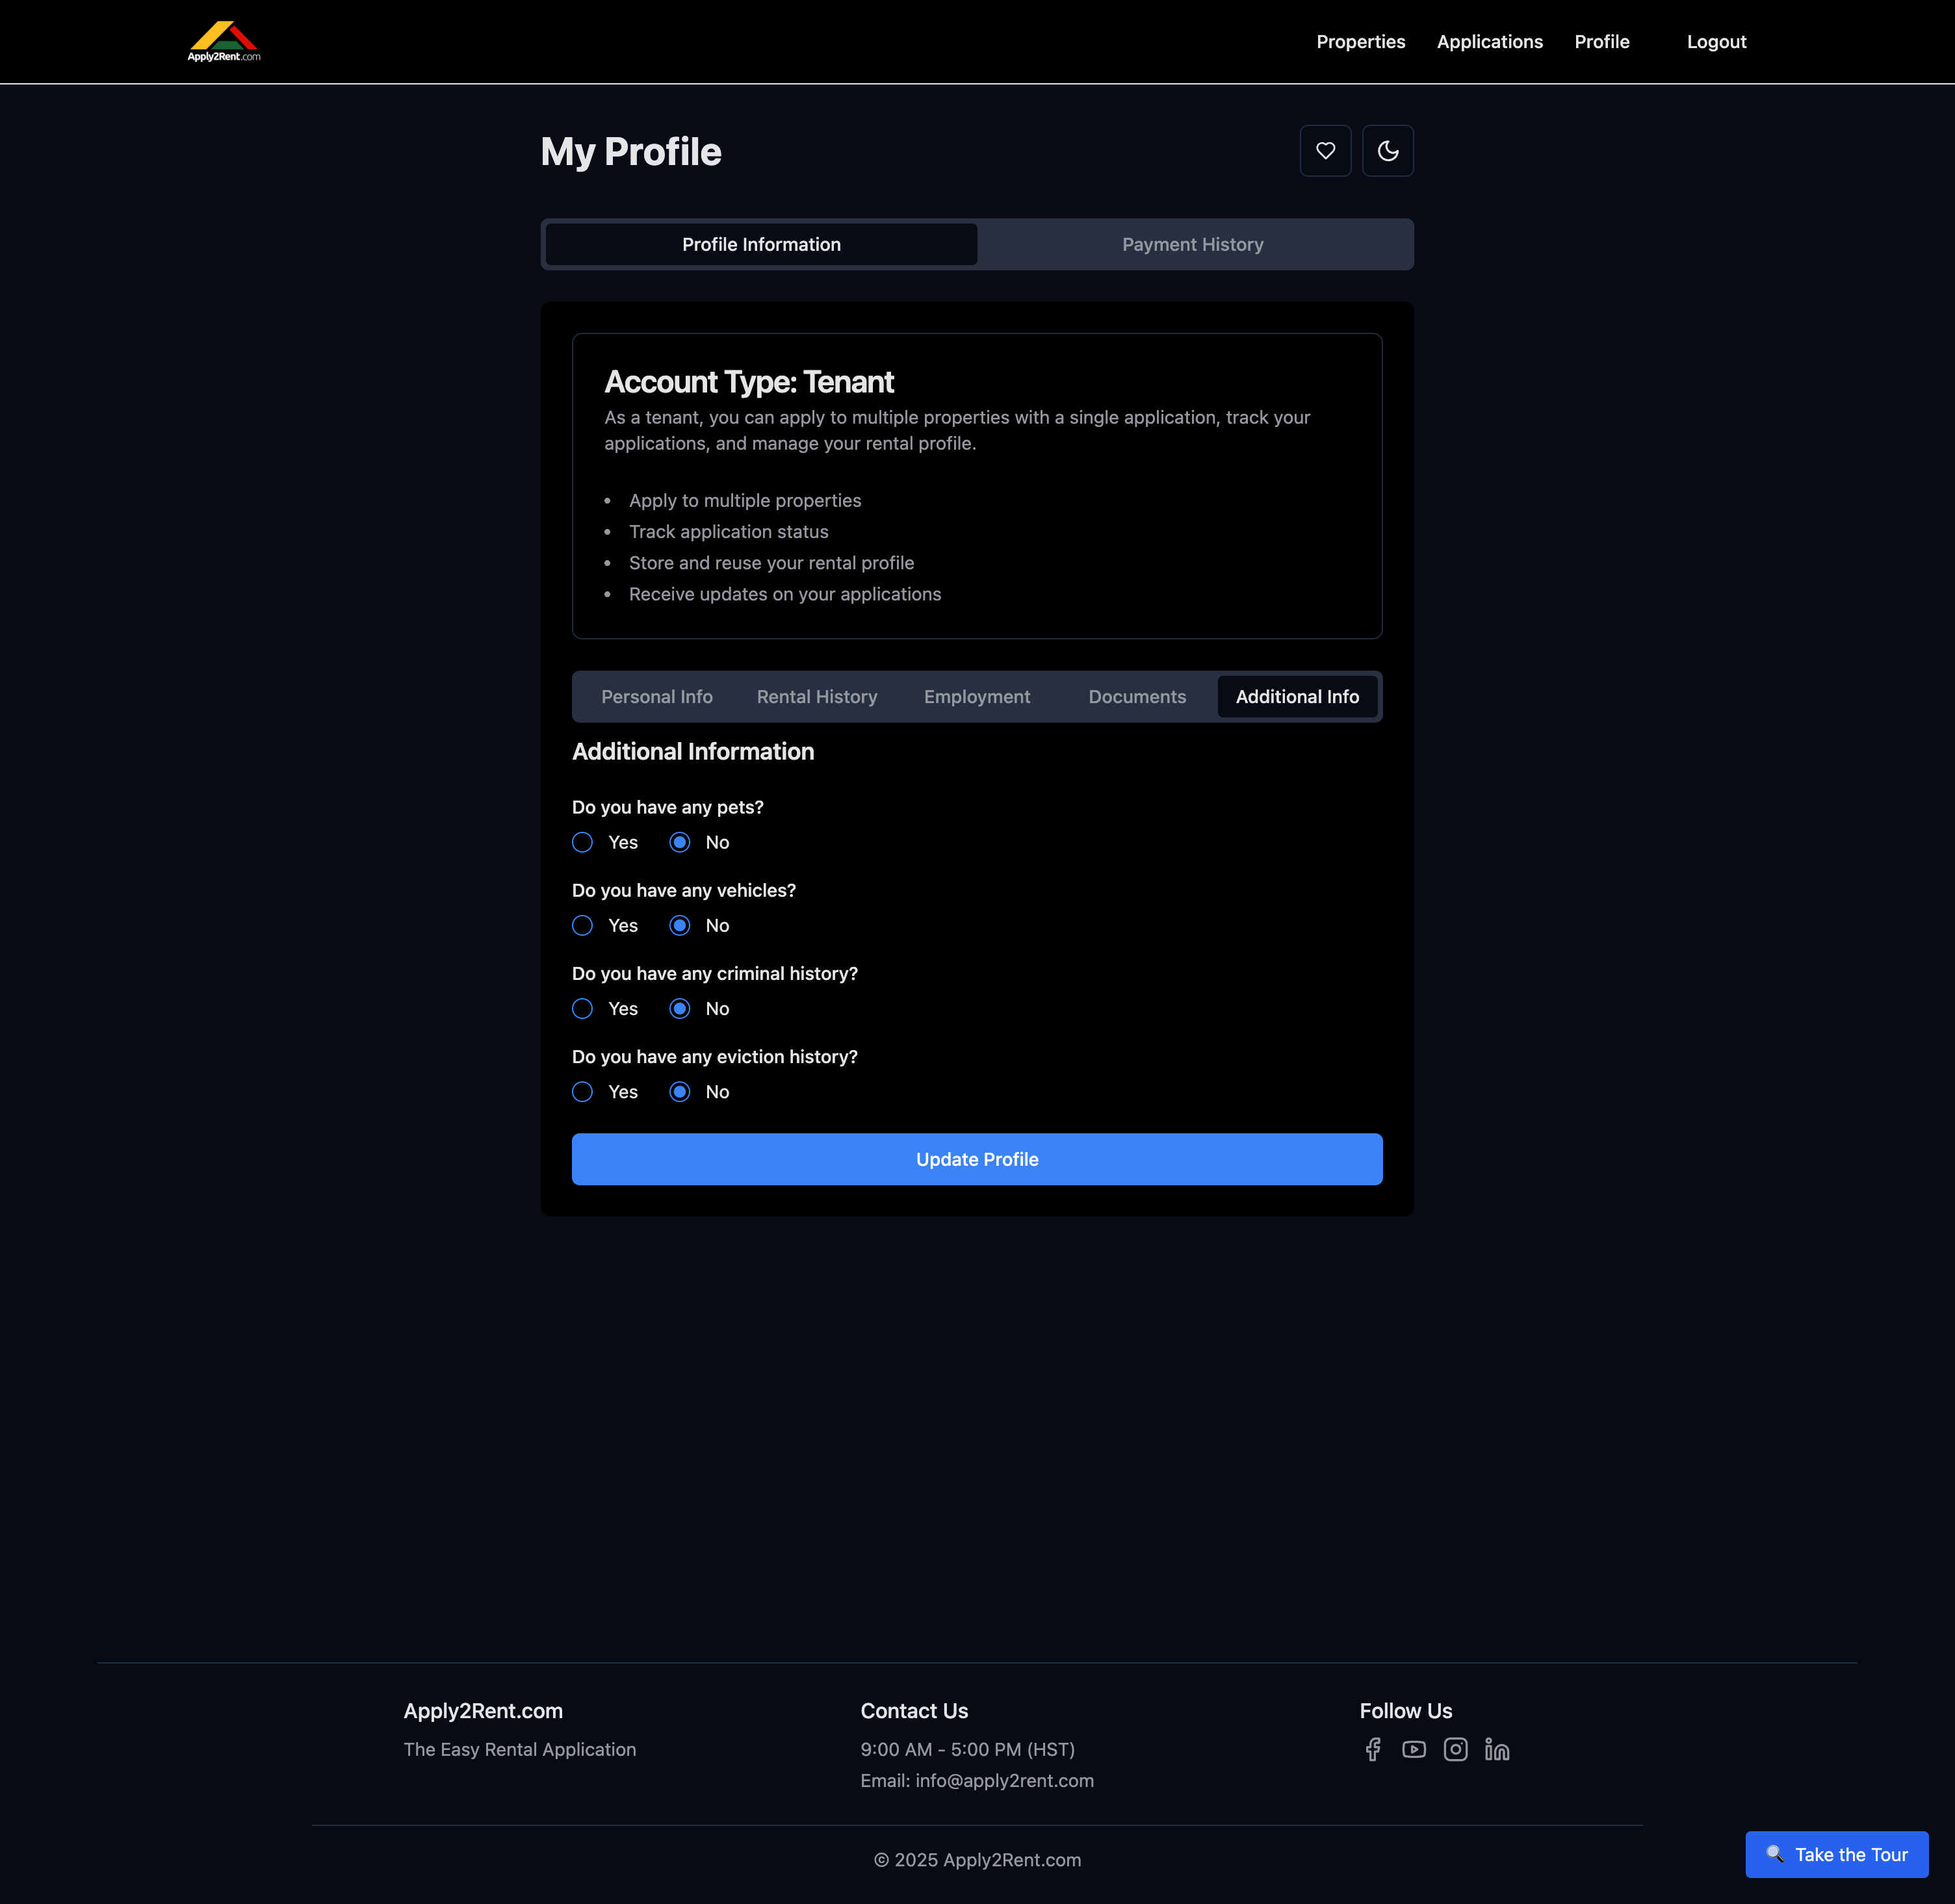 Apply2Rent.com
Properties Applications Profile Logout
My Profile
Profile Information Payment History
Account Type: Tenant
As a tenant, you can apply to multiple properties with a single application, track your
applications, and manage your rental profile.
• Apply to multiple properties
• Track application status
• Store and reuse your rental profile
• Receive updates on your applications
Personal Info Rental History Employment Documents Additional Info
Additional Information
Do you have any pets?
Yes No
Do you have any vehicles?
Yes No
Do you have any criminal history?
Yes No
Do you have any eviction history?
Yes No
Update Profile
Apply2Rent.com
The Easy Rental Application
Contact Us
9:00 AM - 5:00 PM (HST)
Email: info@apply2rent.com
Follow Us
© 2025 Apply2Rent.com
Take the Tour